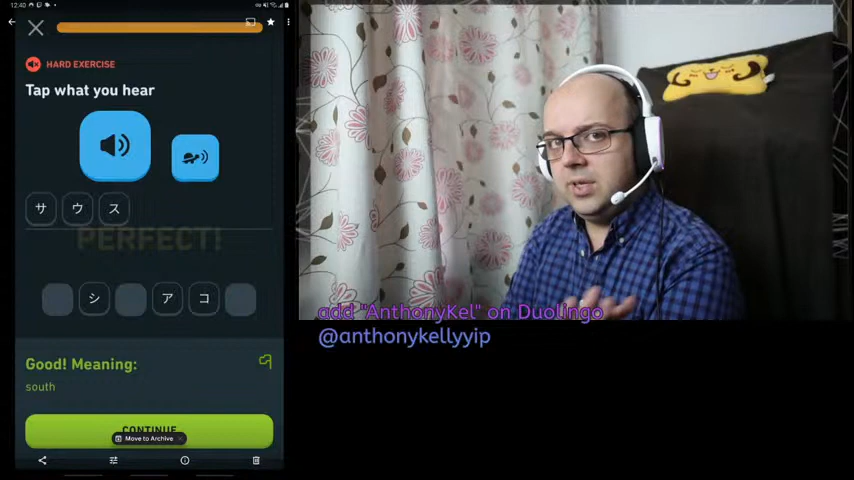 12.40
HARD EXERCISE
Tap what you hear
サ ウ ス
PERFECT!
シ ア コ
Good! Meaning:
south
CONTINUE
Move to Archive
add "AnthonyKel" on Duolingo
@anthonykellyyip